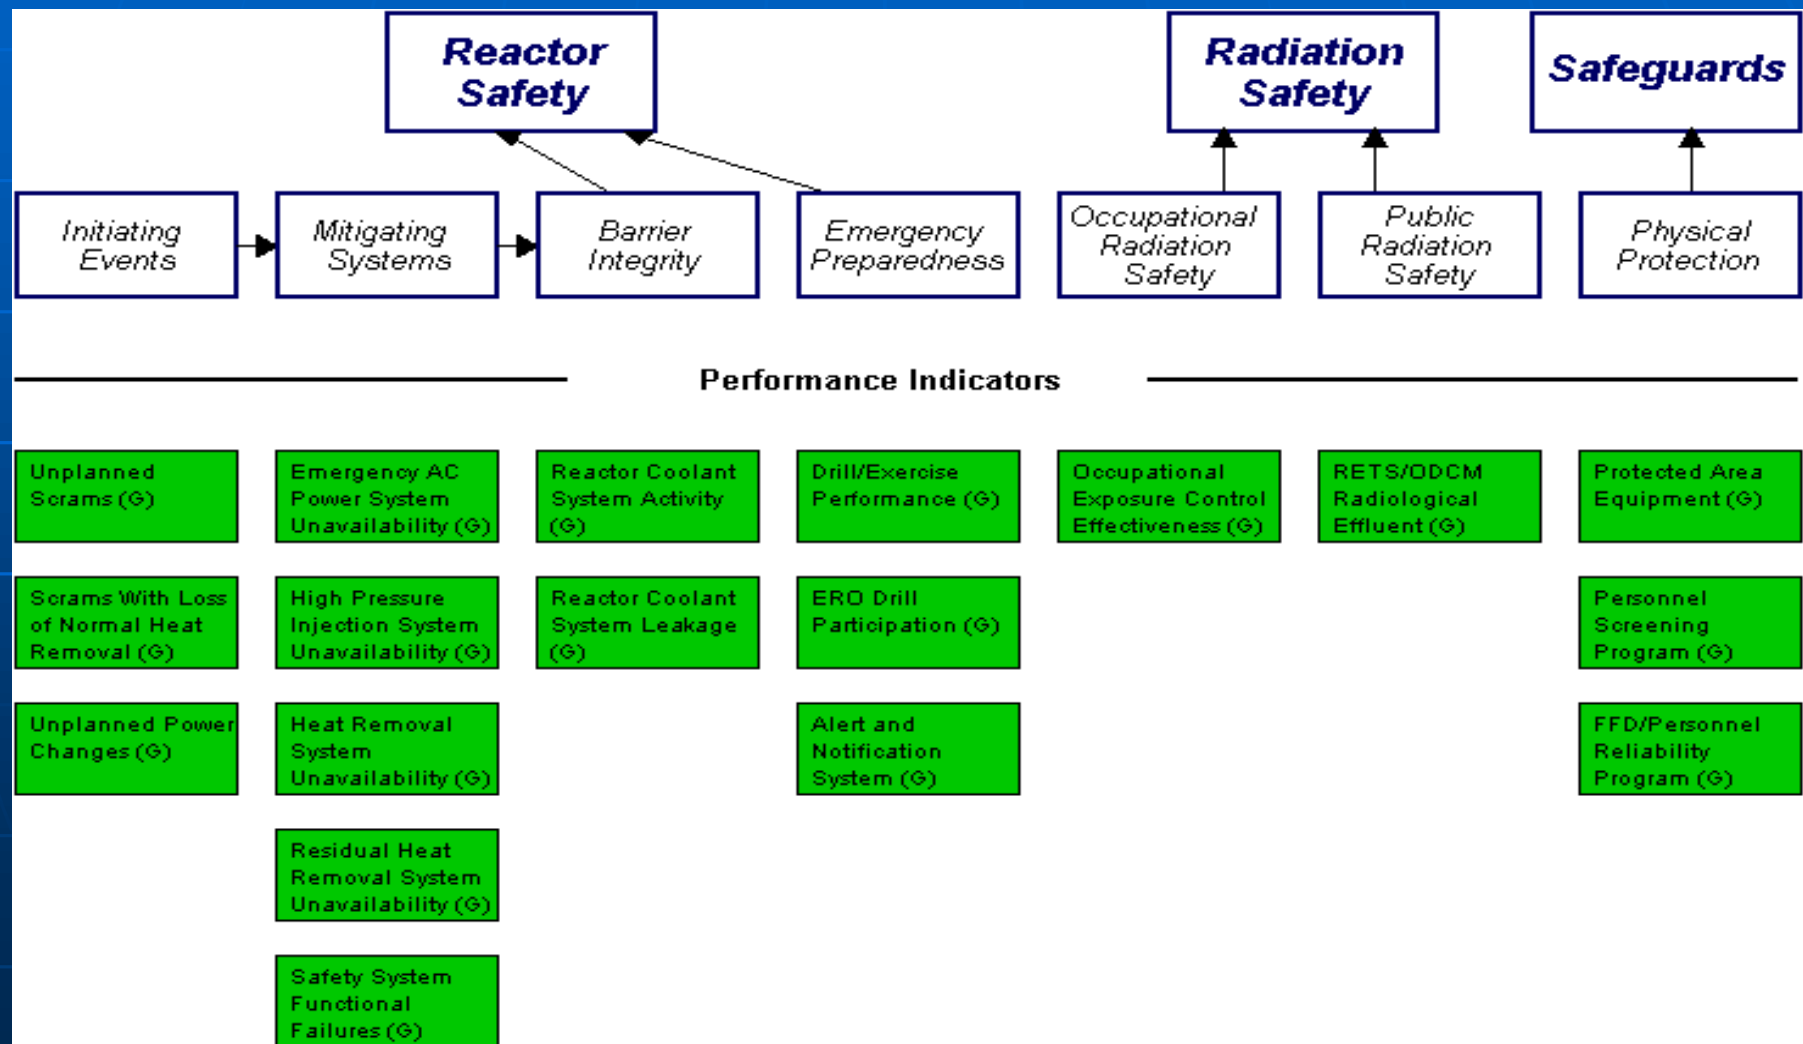 Reactor
Safety
Radiation
Safety
Safeguards
Initiating
Events
Mitigating
Systems
Barrier
Integrity
Emergency
Preparedness
Occupational
Radiation
Safety
Public
Radiation
Safety
Physical
Protection
Performance Indicators
Unplanned
Scrams (G)
Emergency AC
Power System
Unavailability (G)
Reactor Coolant
System Activity
(G)
Drill/Exercise
Performance (G)
Occupational
Exposure Control
Effectiveness (G)
RETS/ODCM
Radiological
Effluent (G)
Protected Area
Equipment (G)
Scrams With Loss
of Normal Heat
Removal (G)
High Pressure
Injection System
Unavailability (G)
Reactor Coolant
System Leakage
(G)
ERO Drill
Participation (G)
Personnel
Screening
Program (G)
Unplanned Power
Changes (G)
Heat Removal
System
Unavailability (G)
Alert and
Notification
System (G)
FFD/Personnel
Reliability
Program (G)
Residual Heat
Removal System
Unavailability (G)
Safety System
Functional
Failures (G)